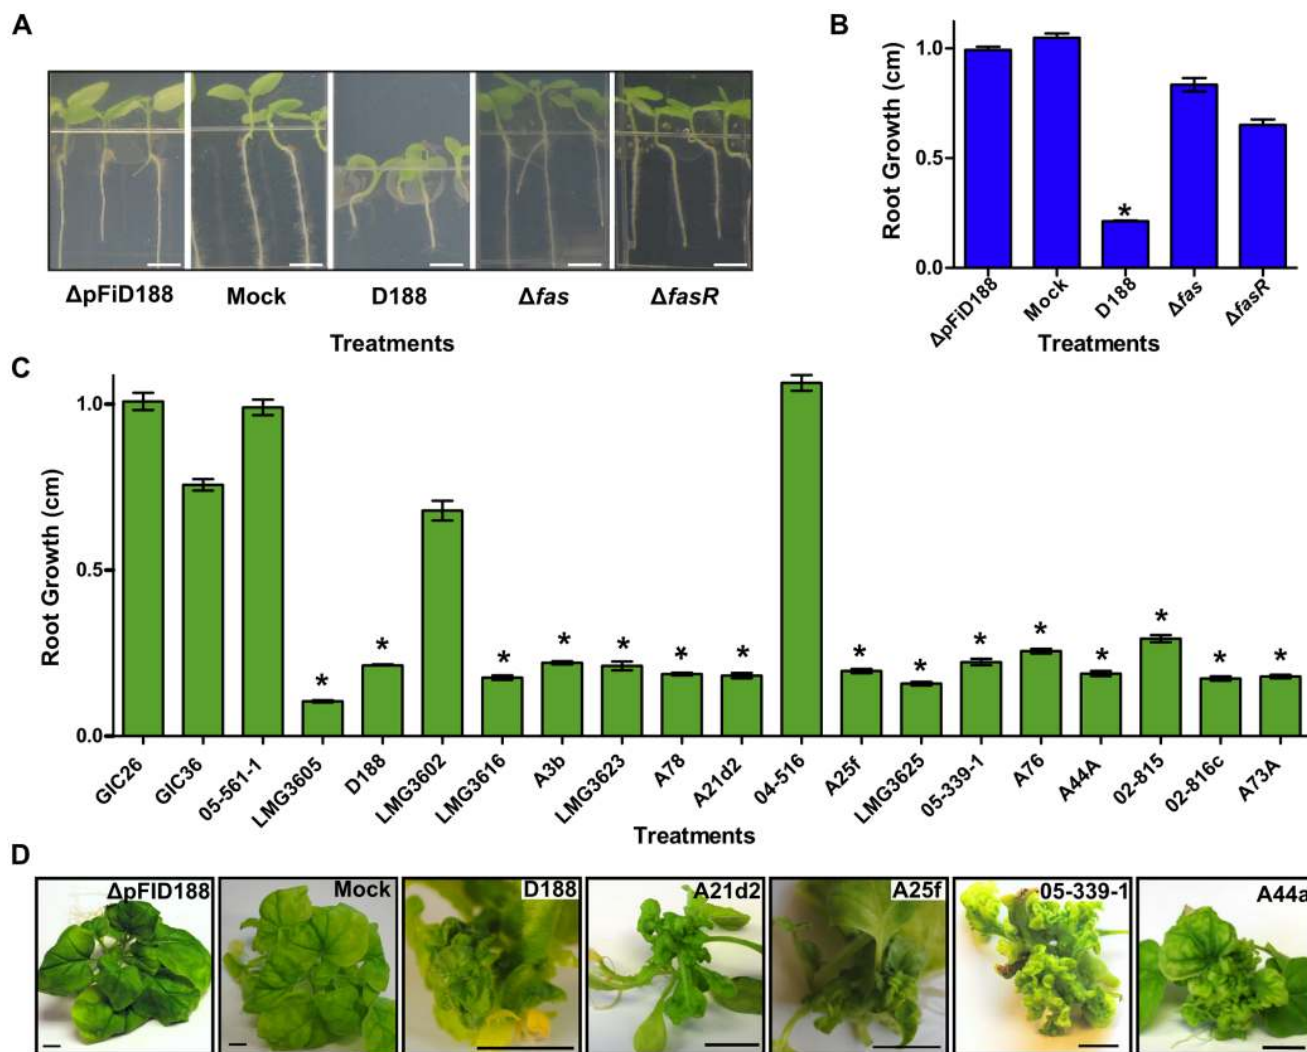 A
ΔpFiD188 Mock D188 Δfas ΔfasR
Treatments
B
Root Growth (cm)
1.0
0.5
0.0
*
ΔpFiD188 Mock D188 Δfas ΔfasR
Treatments
C
Root Growth (cm)
1.0
0.5
0.0
* * * * * * * * * * * * * * *
GIC26 GIC36 05-561-1 LMG3605 D188 LMG3602 LMG3616 A3b LMG3623 A78 A21d2 04-516 A25f LMG3625 05-339-1 A76 A44A 02-815 02-816c A73A
Treatments
D
ΔpFID188 Mock D188 A21d2 A25f 05-339-1 A44a